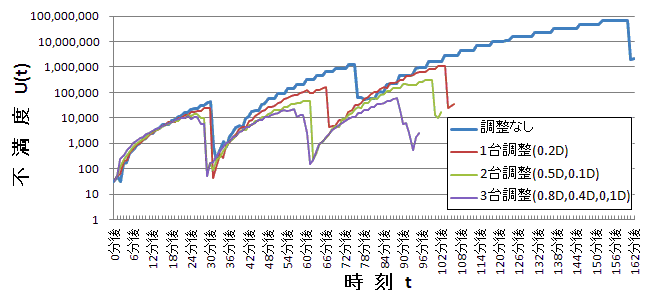 不満度 U(t)
100,000,000
10,000,000
1,000,000
100,000
10,000
1,000
100
10
1
調整なし
1台調整(0.2D)
2台調整(0.5D,0.1D)
3台調整(0.8D,0.4D,0,1D)
0分後
6分後
12分後
18分後
24分後
30分後
36分後
42分後
48分後
54分後
60分後
66分後
72分後
78分後
84分後
90分後
96分後
102分後
108分後
114分後
120分後
126分後
132分後
138分後
144分後
150分後
156分後
162分後
時刻 t